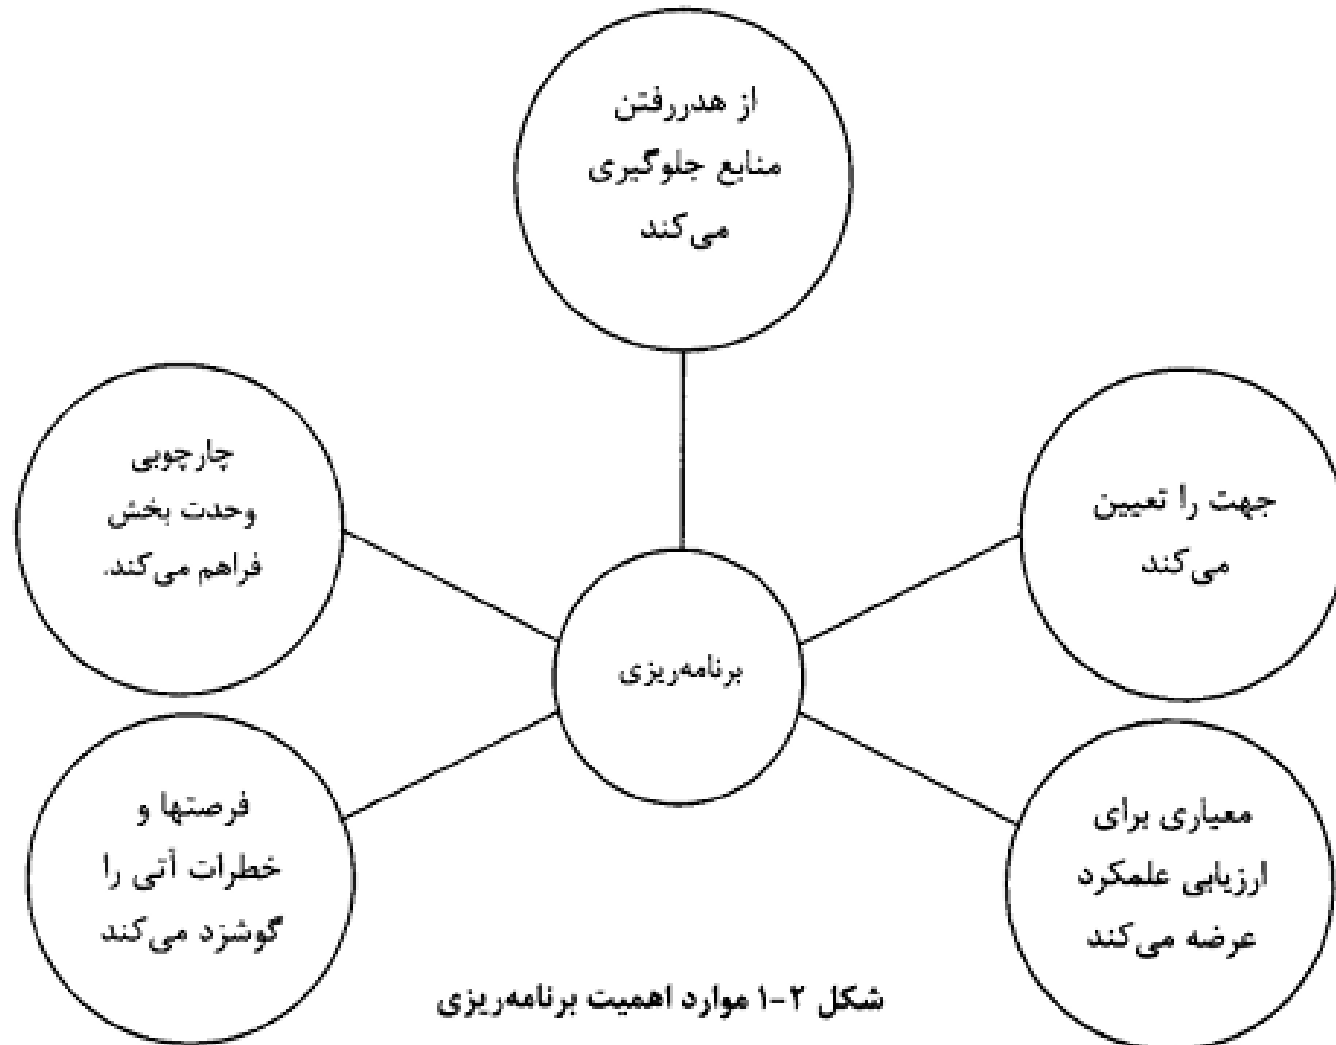 از هدررفتن
منابع جلوگیری
می‌کند
جهت را تعیین
می‌کند
چارچوبی
وحدت بخش
فراهم می‌کند.
برنامه‌ریزی
معیاری برای
ارزیابی علمکرد
عرضه می‌کند
فرصتها و
خطرات آتی را
گوشزد می‌کند
شکل ۲-۱ موارد اهمیت برنامه‌ریزی